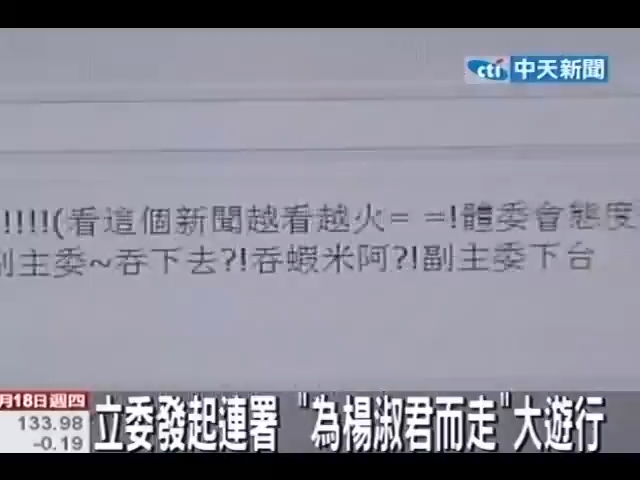 cti 中天新聞
!!!!!(看這個新聞越看越火= =!體委會態度
副主委~吞下去?!吞蝦米阿?!副主委下台
月18日週四
133.98
-0.19
立委發起連署 "為楊淑君而走"大遊行